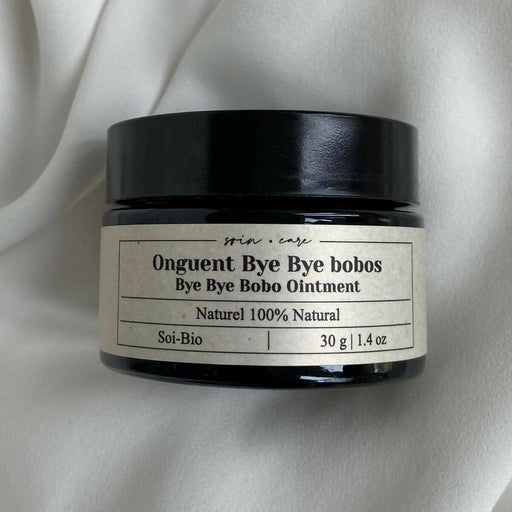 soin • care
Onguent Bye Bye bobos
Bye Bye Bobo Ointment
Naturel 100% Natural
Soi-Bio | 30 g | 1.4 oz